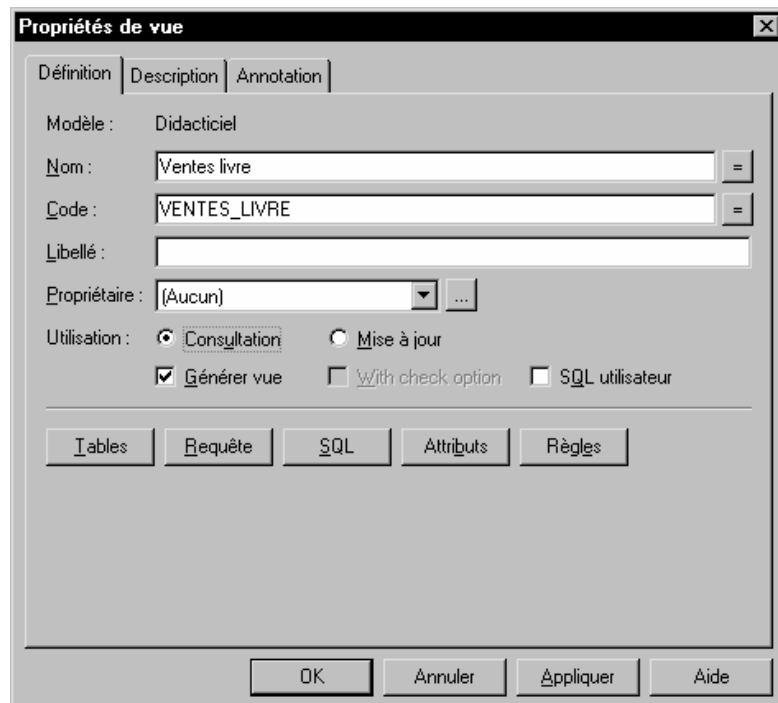 Propriétés de vue
Définition Description Annotation
Modèle : Didacticiel
Nom : Ventes livre =
Code : VENTES_LIVRE =
Libellé :
Propriétaire : (Aucun) ...
Utilisation : Consultation Mise à jour
Générer vue With check option SQL utilisateur
Tables Requête SQL Attributs Règles
OK Annuler Appliquer Aide